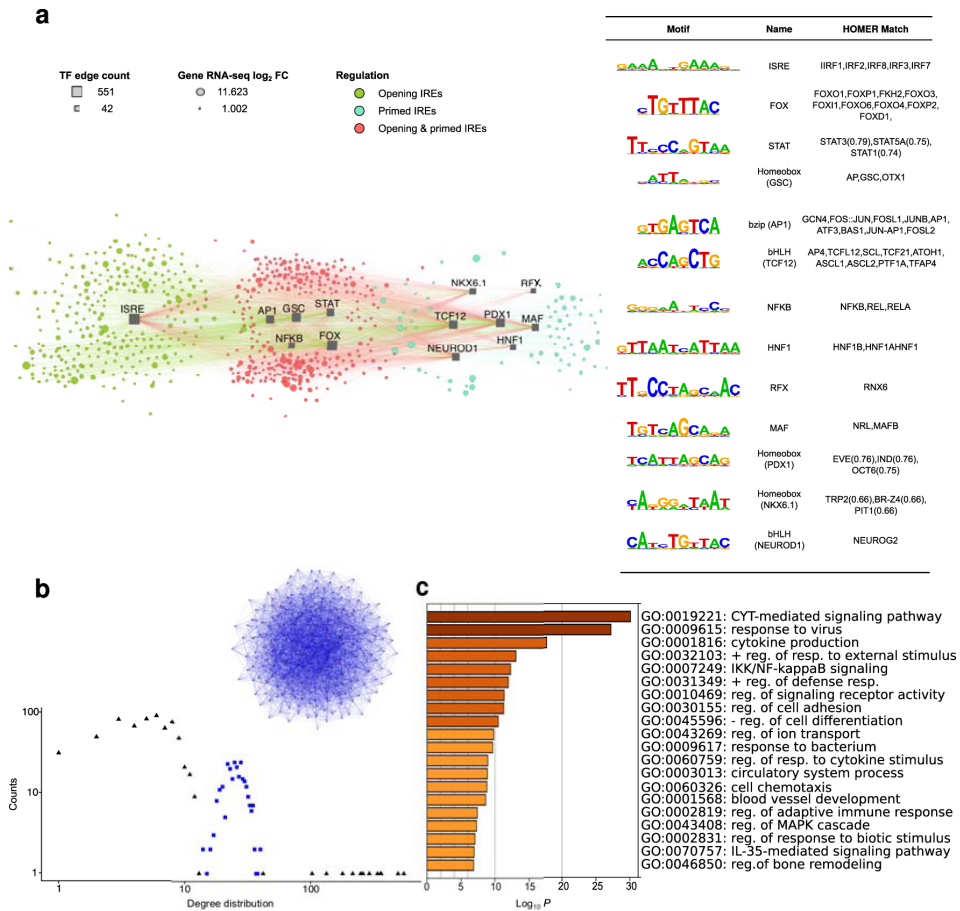 a
TF edge count
551
42
Gene RNA-seq log2 FC
11.623
1.002
Regulation
Opening IREs
Primed IREs
Opening & primed IREs
ISRE
AP1
GSC
STAT
NFKB
FOX
NKX6.1
RFX
TCF12
PDX1
MAF
NEUROD1
HNF1
Motif Name HOMER Match
GAAA GAAA ISRE IIRF1,IRF2,IRF8,IRF3,IRF7
CTGTTTAC FOX FOXO1,FOXP1,FKH2,FOXO3,
FOXI1,FOXO6,FOXO4,FOXP2,
FOXD1,
STAT STAT3(0.79),STAT5A(0.75),
STAT1(0.74)
Homeobox
(GSC)
AP,GSC,OTX1
GTGAGTCA bzip (AP1) GCN4,FOS::JUN,FOSL1,JUNB,AP1,
ATF3,BAS1,JUN-AP1,FOSL2
ACCAGCTG bHLH
(TCF12)
AP4,TCFL12,SCL,TCF21,ATOH1,
ASCL1,ASCL2,PTF1A,TFAP4
NFKB NFKB,REL,RELA
GTTAATCATTAA HNF1 HNF1B,HNF1AHNF1
RFX RNX6
MAF NRL,MAFB
TCATTAGCAG Homeobox
(PDX1)
EVE(0.76),IND(0.76),
OCT6(0.75)
Homeobox
(NKX6.1)
TRP2(0.66),BR-Z4(0.66),
PIT1(0.66)
bHLH
(NEUROD1)
NEUROG2
b
Counts
100
10
1
1 10 100
Degree distribution
c
GO:0019221: CYT-mediated signaling pathway
GO:0009615: response to virus
GO:0001816: cytokine production
GO:0032103: + reg. of resp. to external stimulus
GO:0007249: IKK/NF-kappaB signaling
GO:0031349: + reg. of defense resp.
GO:0010469: reg. of signaling receptor activity
GO:0030155: reg. of cell adhesion
GO:0045596: - reg. of cell differentiation
GO:0043269: reg. of ion transport
GO:0009617: response to bacterium
GO:0060759: reg. of resp. to cytokine stimulus
GO:0003013: circulatory system process
GO:0060326: cell chemotaxis
GO:0001568: blood vessel development
GO:0002819: reg. of adaptive immune response
GO:0043408: reg. of MAPK cascade
GO:0002831: reg. of response to biotic stimulus
GO:0070757: IL-35-mediated signaling pathway
GO:0046850: reg.of bone remodeling
0 5 10 15 20 25 30
Log10 P